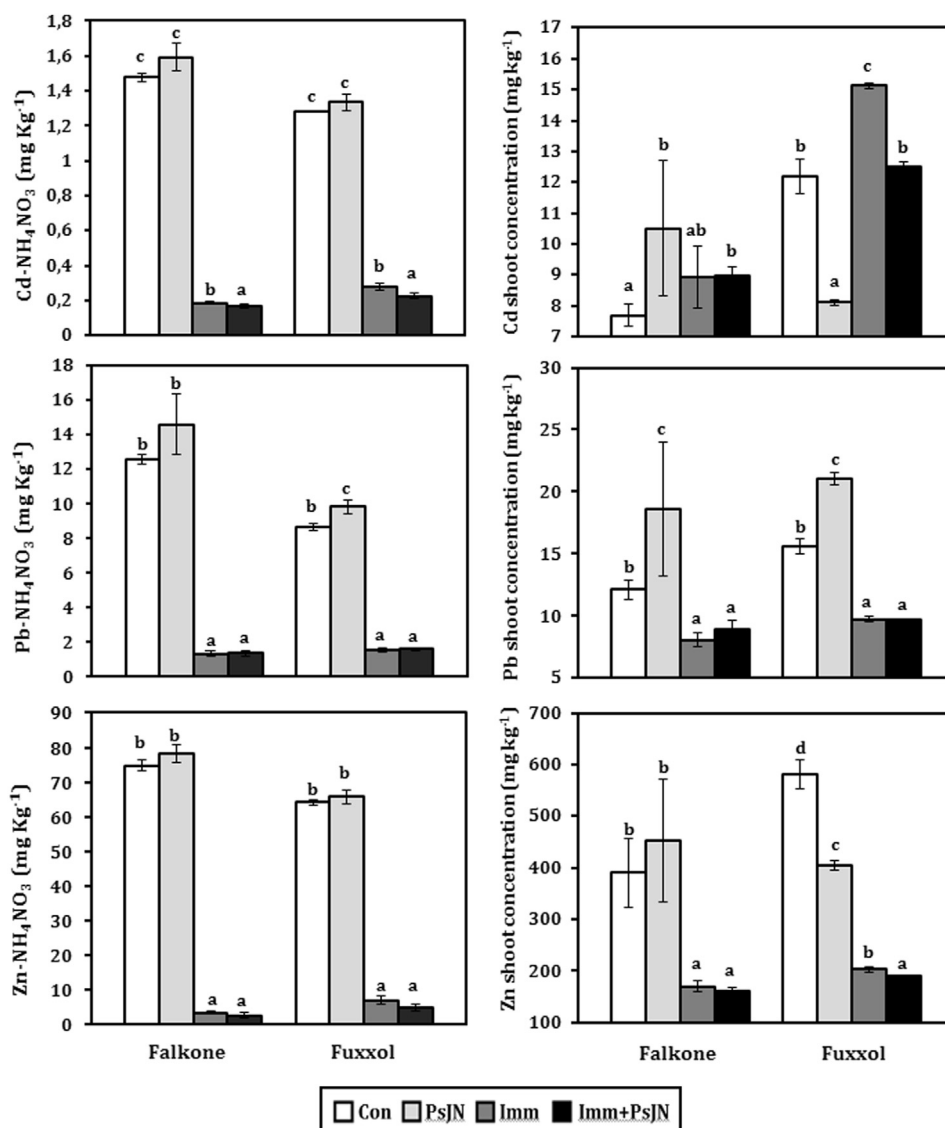 Cd-NH₄NO₃ (mg Kg⁻¹)
1,8
1,6
1,4
1,2
1
0,8
0,6
0,4
0,2
0
c
c
b
a
c
c
b
a
Cd shoot concentration (mg kg⁻¹)
17
16
15
14
13
12
11
10
9
8
7
a
b
ab
b
b
a
c
b
Pb-NH₄NO₃ (mg Kg⁻¹)
18
16
14
12
10
8
6
4
2
0
b
b
a
a
b
c
a
a
Pb shoot concentration (mg kg⁻¹)
30
25
20
15
10
5
b
c
a
a
b
c
a
a
Zn-NH₄NO₃ (mg Kg⁻¹)
90
80
70
60
50
40
30
20
10
0
b
b
a
a
b
b
a
a
Falkone Fuxxol
Zn shoot concentration (mg kg⁻¹)
700
600
500
400
300
200
100
b
b
a
a
d
c
b
a
Falkone Fuxxol
Con PsJN Imm Imm+PsJN